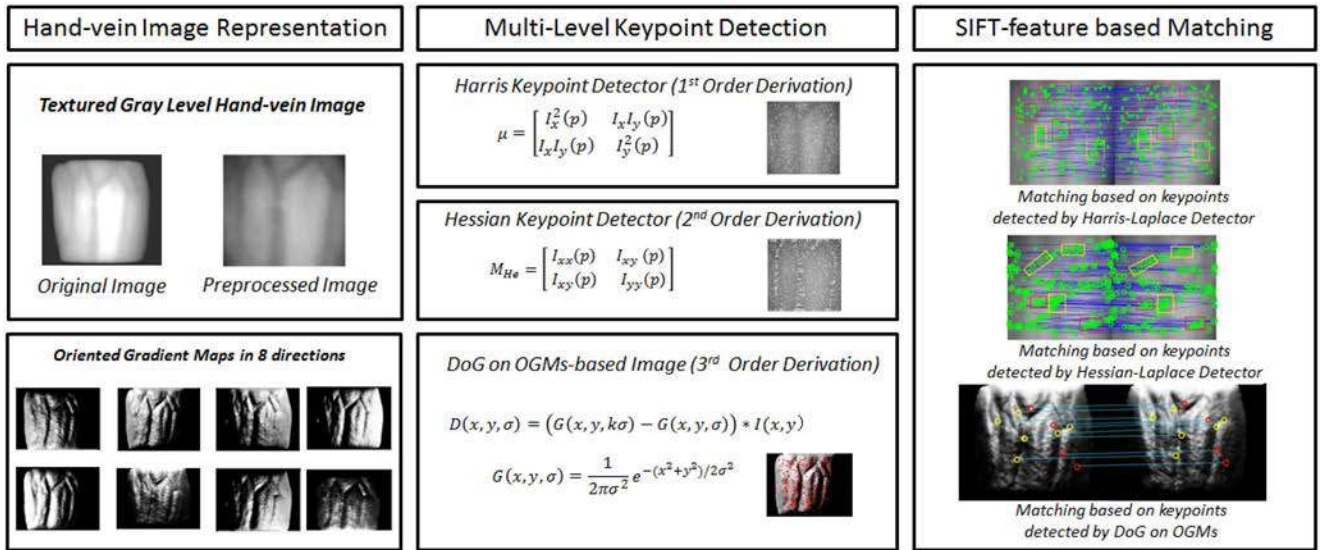 Hand-vein Image Representation
Multi-Level Keypoint Detection
SIFT-feature based Matching
Textured Gray Level Hand-vein Image
Original Image
Preprocessed Image
Oriented Gradient Maps in 8 directions
Harris Keypoint Detector (1st Order Derivation)
μ = [I_x^2(p) I_xI_y(p)
I_xI_y(p) I_y^2(p)]
Hessian Keypoint Detector (2nd Order Derivation)
M_He = [I_xx(p) I_xy(p)
I_xy(p) I_yy(p)]
DoG on OGMs-based Image (3rd Order Derivation)
D(x, y, σ) = (G(x, y, kσ) − G(x, y, σ)) * I(x, y)
G(x, y, σ) = 1/(2πσ^2) e^−(x^2+y^2)/2σ^2
Matching based on keypoints
detected by Harris-Laplace Detector
Matching based on keypoints
detected by Hessian-Laplace Detector
Matching based on keypoints
detected by DoG on OGMs